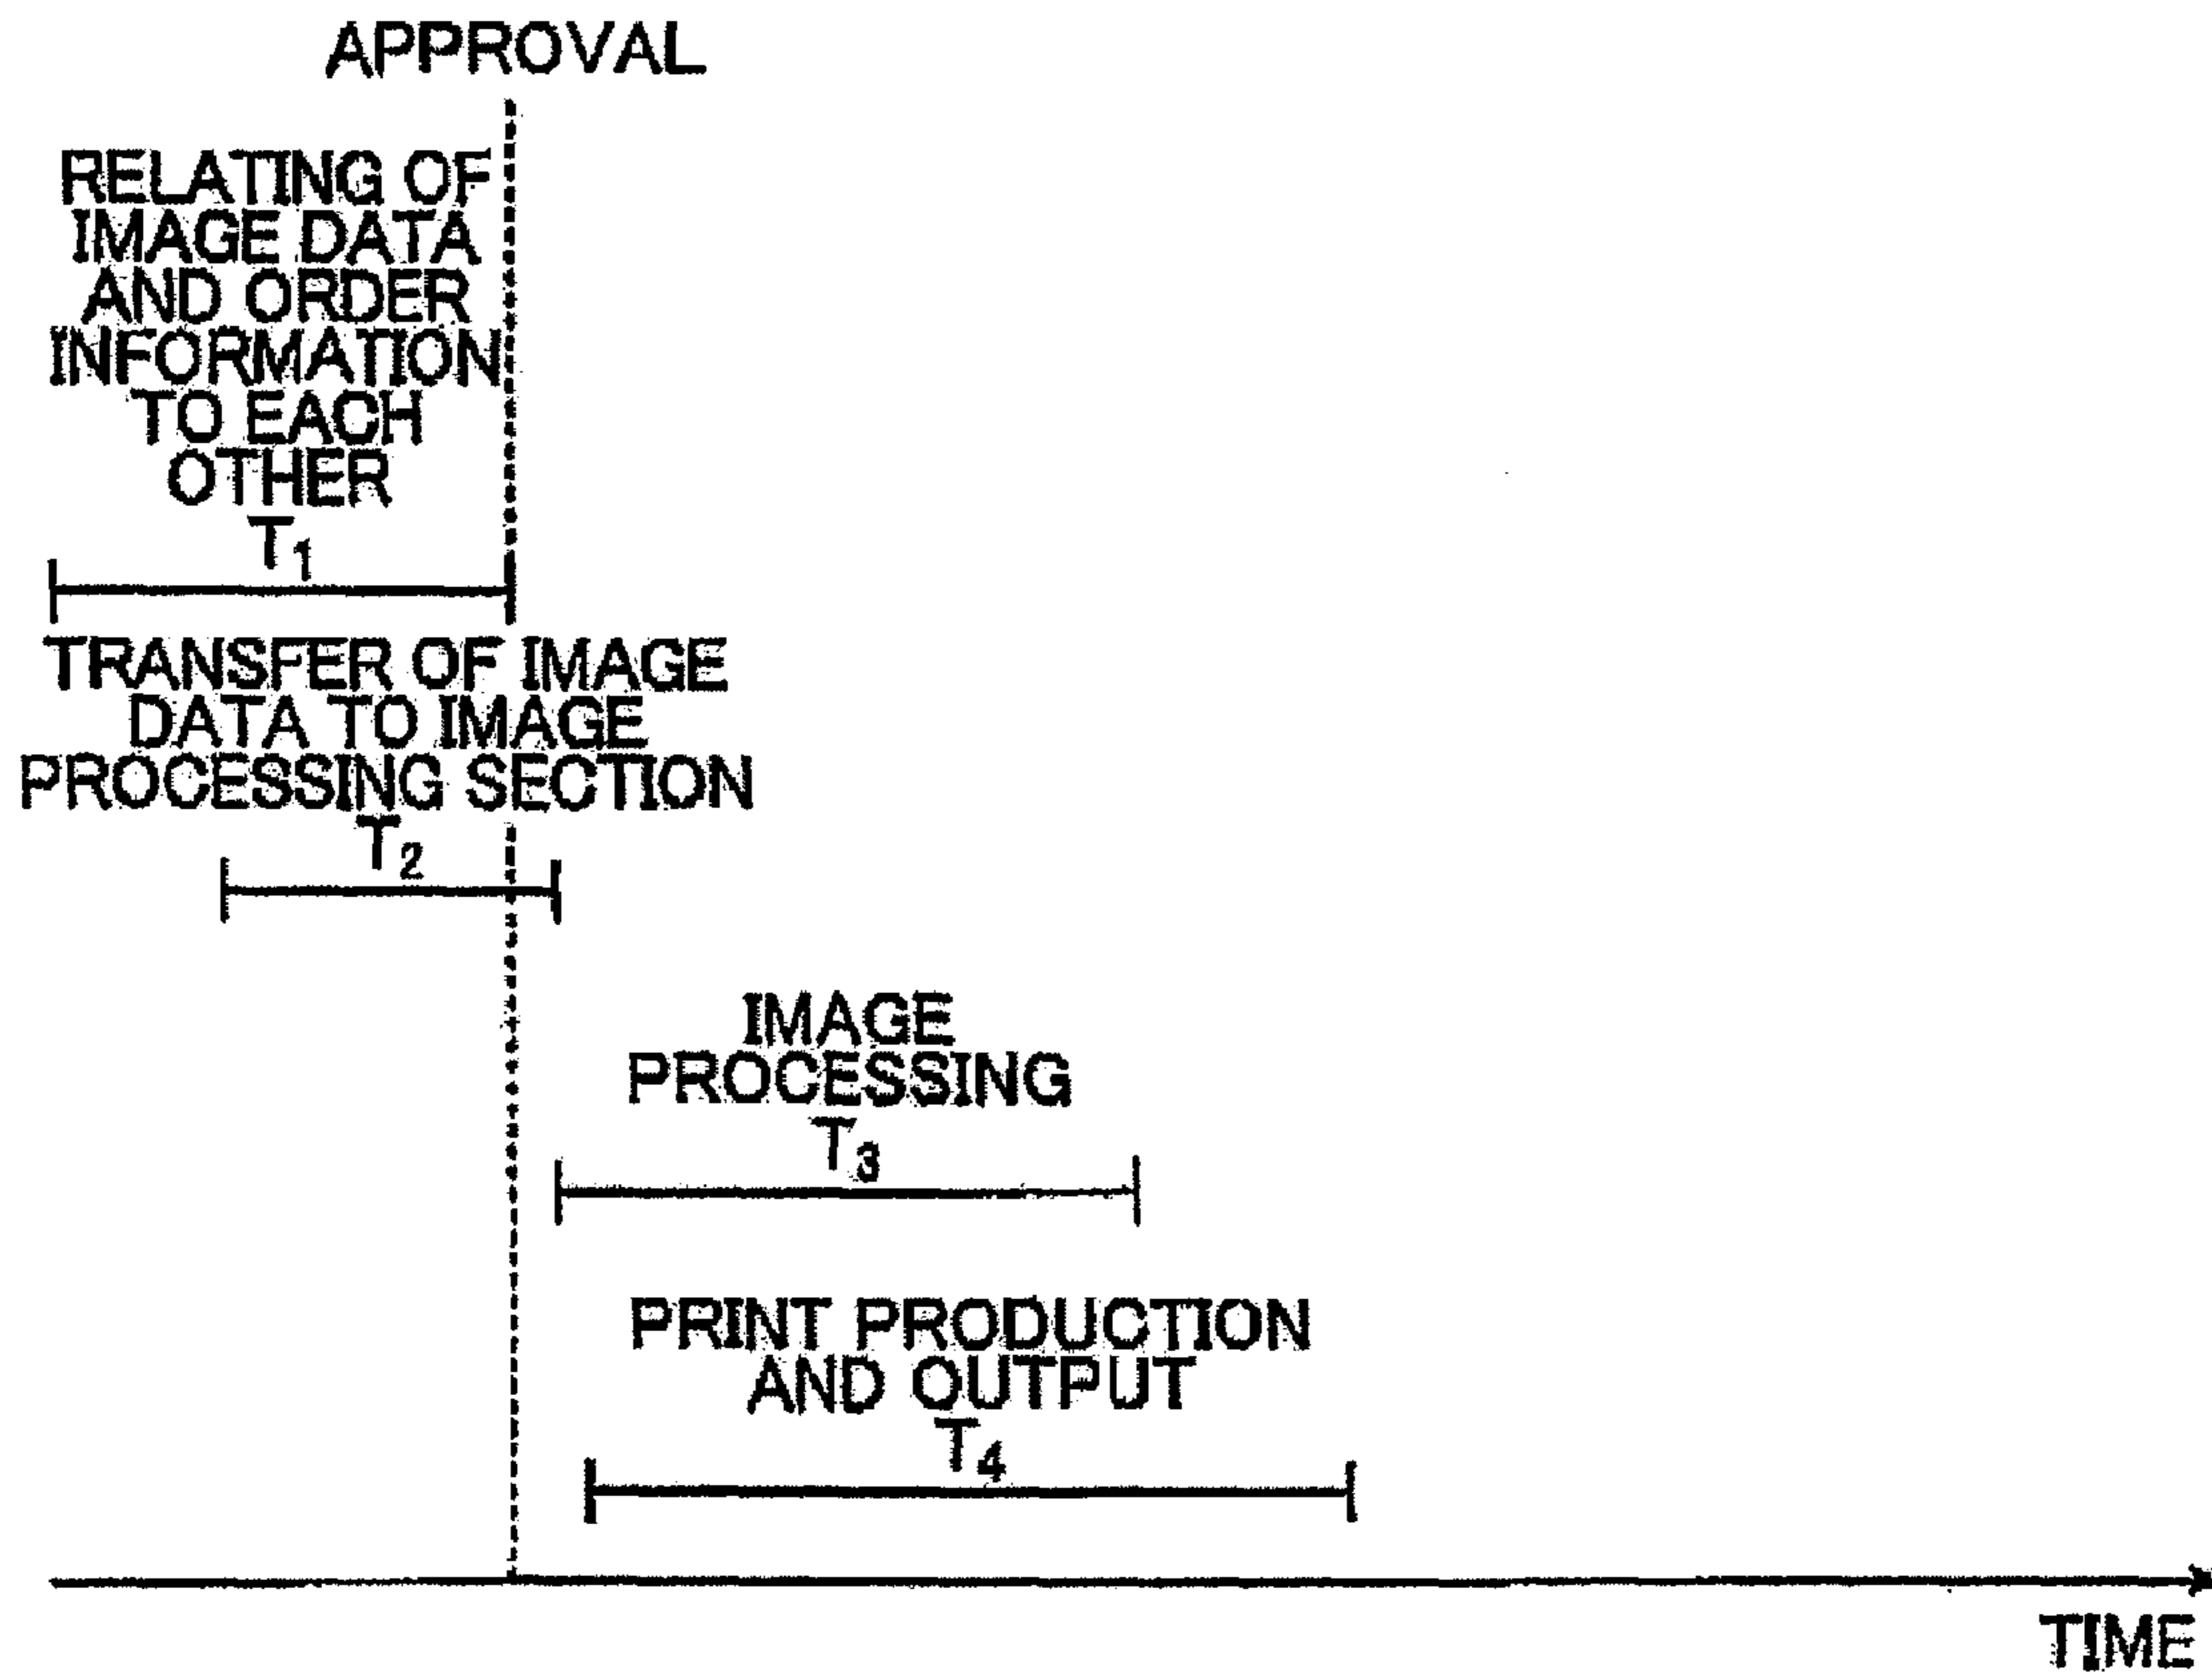 APPROVAL
RELATING OF
IMAGE DATA
AND ORDER
INFORMATION
TO EACH
OTHER
T1
TRANSFER OF IMAGE
DATA TO IMAGE
PROCESSING SECTION
T2
IMAGE
PROCESSING
T3
PRINT PRODUCTION
AND OUTPUT
T4
TIME